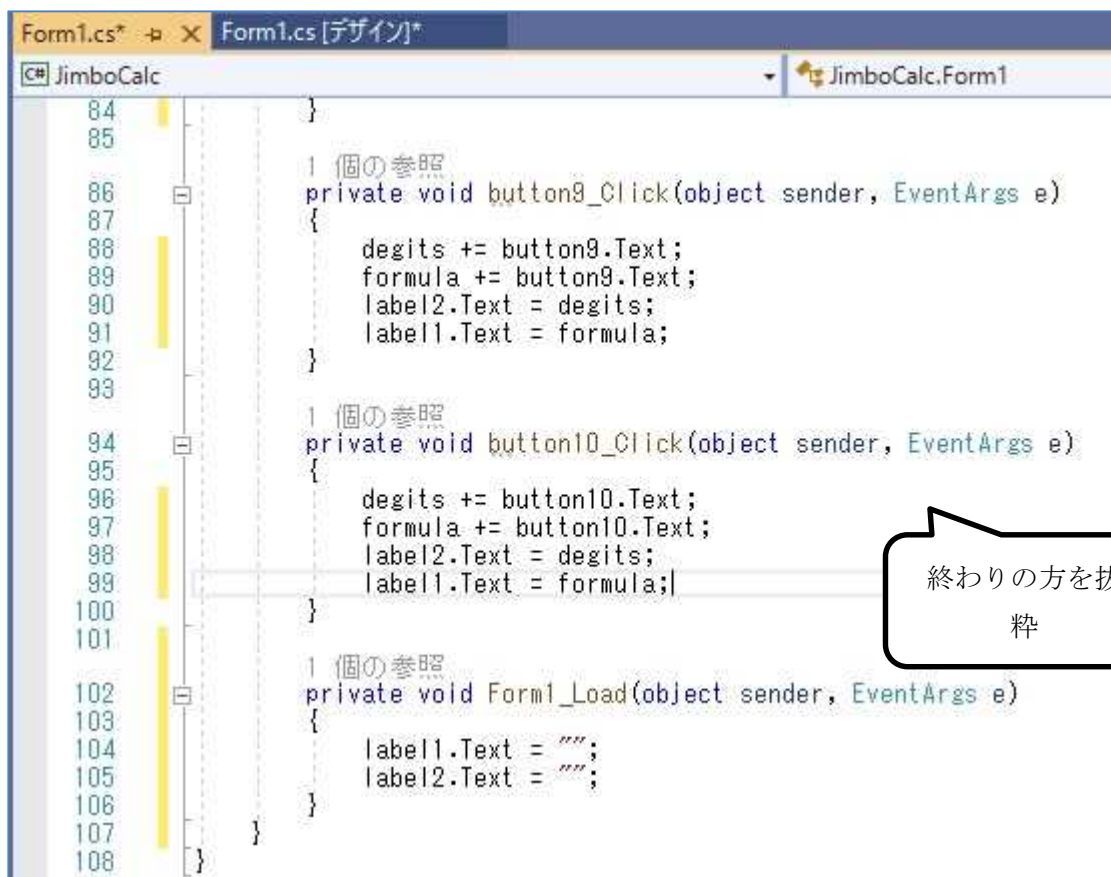 Form1.cs* Form1.cs [デザイン]*
C# JimboCalc JimboCalc.Form1
84 }
85
1 個の参照
86 private void button9_Click(object sender, EventArgs e)
87 {
88 degits += button9.Text;
89 formula += button9.Text;
90 label2.Text = degits;
91 label1.Text = formula;
92 }
93
1 個の参照
94 private void button10_Click(object sender, EventArgs e)
95 {
96 degits += button10.Text;
97 formula += button10.Text;
98 label2.Text = degits;
99 label1.Text = formula;
100 }
101
終わりの方を抜
粋
1 個の参照
102 private void Form1_Load(object sender, EventArgs e)
103 {
104 label1.Text = "";
105 label2.Text = "";
106 }
107 }
108 }